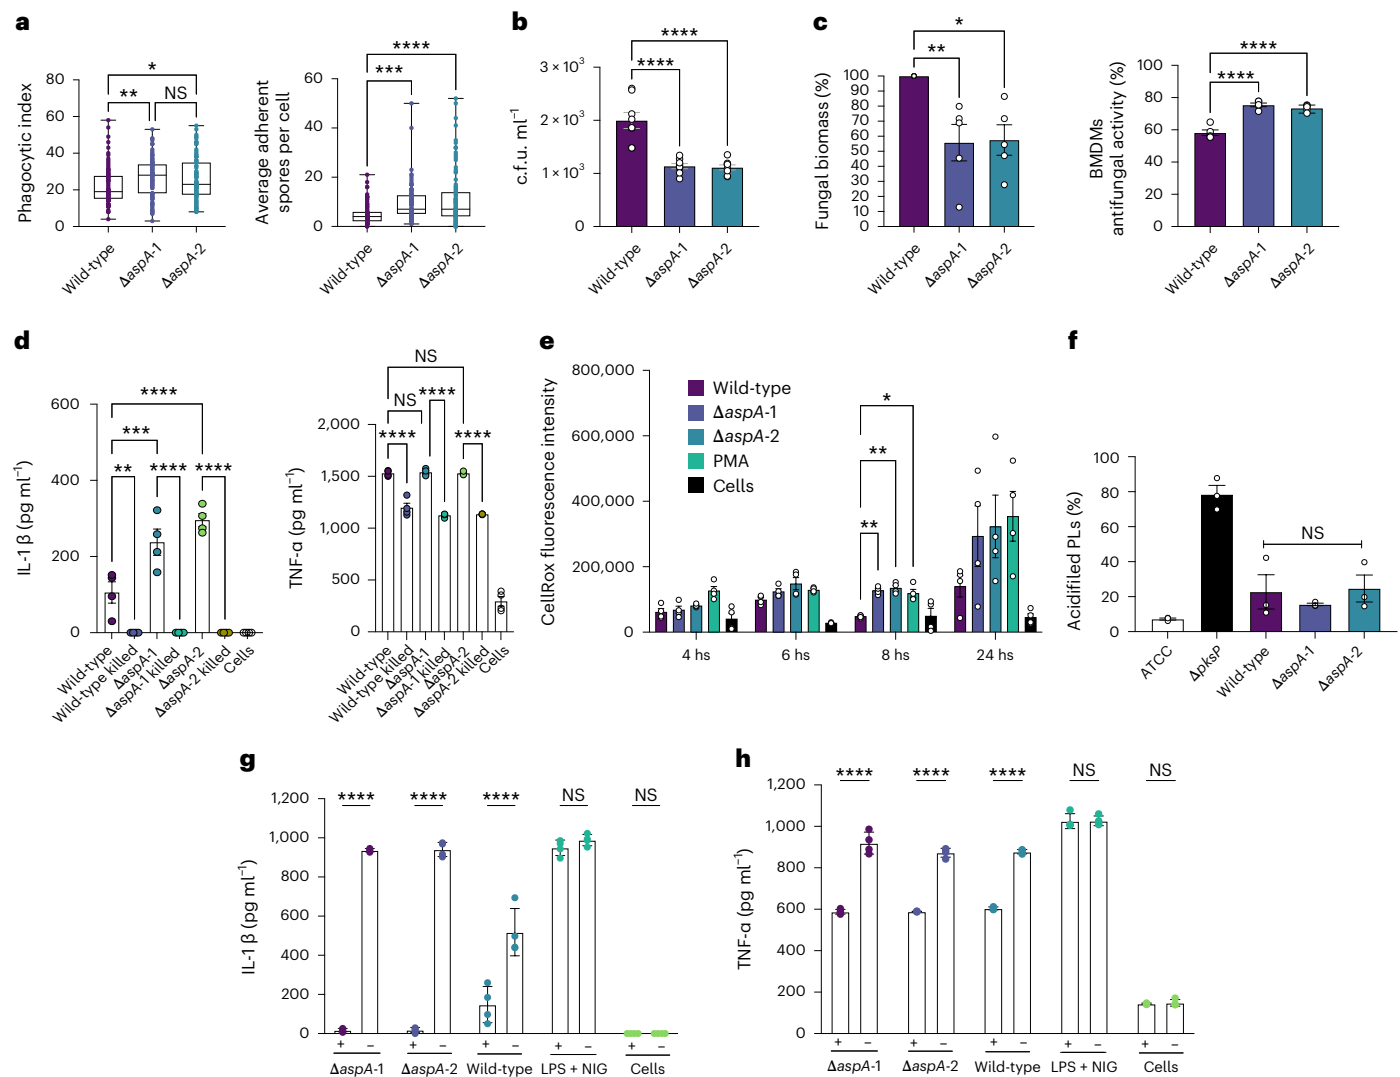 a
Phagocytic index
80
60
40
20
0
*
**
NS
Wild-type
ΔaspA-1
ΔaspA-2
Average adherent
spores per cell
60
40
20
0
****
***
Wild-type
ΔaspA-1
ΔaspA-2
b
c.f.u. ml⁻¹
3 × 10³
2 × 10³
1 × 10³
0
****
****
Wild-type
ΔaspA-1
ΔaspA-2
c
Fungal biomass (%)
100
90
80
70
60
50
40
30
20
10
0
*
**
Wild-type
ΔaspA-1
ΔaspA-2
BMDMs
antifungal activity (%)
100
80
60
40
20
0
****
****
Wild-type
ΔaspA-1
ΔaspA-2
d
IL-1 β (pg ml⁻¹)
600
400
200
0
****
***
**
****
****
Wild-type
Wild-type killed
ΔaspA-1
ΔaspA-1 killed
ΔaspA-2
ΔaspA-2 killed
Cells
TNF-α (pg ml⁻¹)
2,000
1,500
1,000
500
0
NS
NS
****
****
****
Wild-type
Wild-type killed
ΔaspA-1
ΔaspA-1 killed
ΔaspA-2
ΔaspA-2 killed
Cells
e
CellRox fluorescence intensity
800,000
600,000
400,000
200,000
0
Wild-type
ΔaspA-1
ΔaspA-2
PMA
Cells
*
**
**
4 hs
6 hs
8 hs
24 hs
f
Acidifiled PLs (%)
100
80
60
40
20
0
NS
ATCC
ΔpksP
Wild-type
ΔaspA-1
ΔaspA-2
g
IL-1 β (pg ml⁻¹)
1,200
1,000
800
600
400
200
0
****
****
****
NS
NS
+ – + – + – + – + –
ΔaspA-1 ΔaspA-2 Wild-type LPS + NIG Cells
h
TNF-α (pg ml⁻¹)
1,200
1,000
800
600
400
200
0
****
****
****
NS
NS
+ – + – + – + – + –
ΔaspA-1 ΔaspA-2 Wild-type LPS + NIG Cells